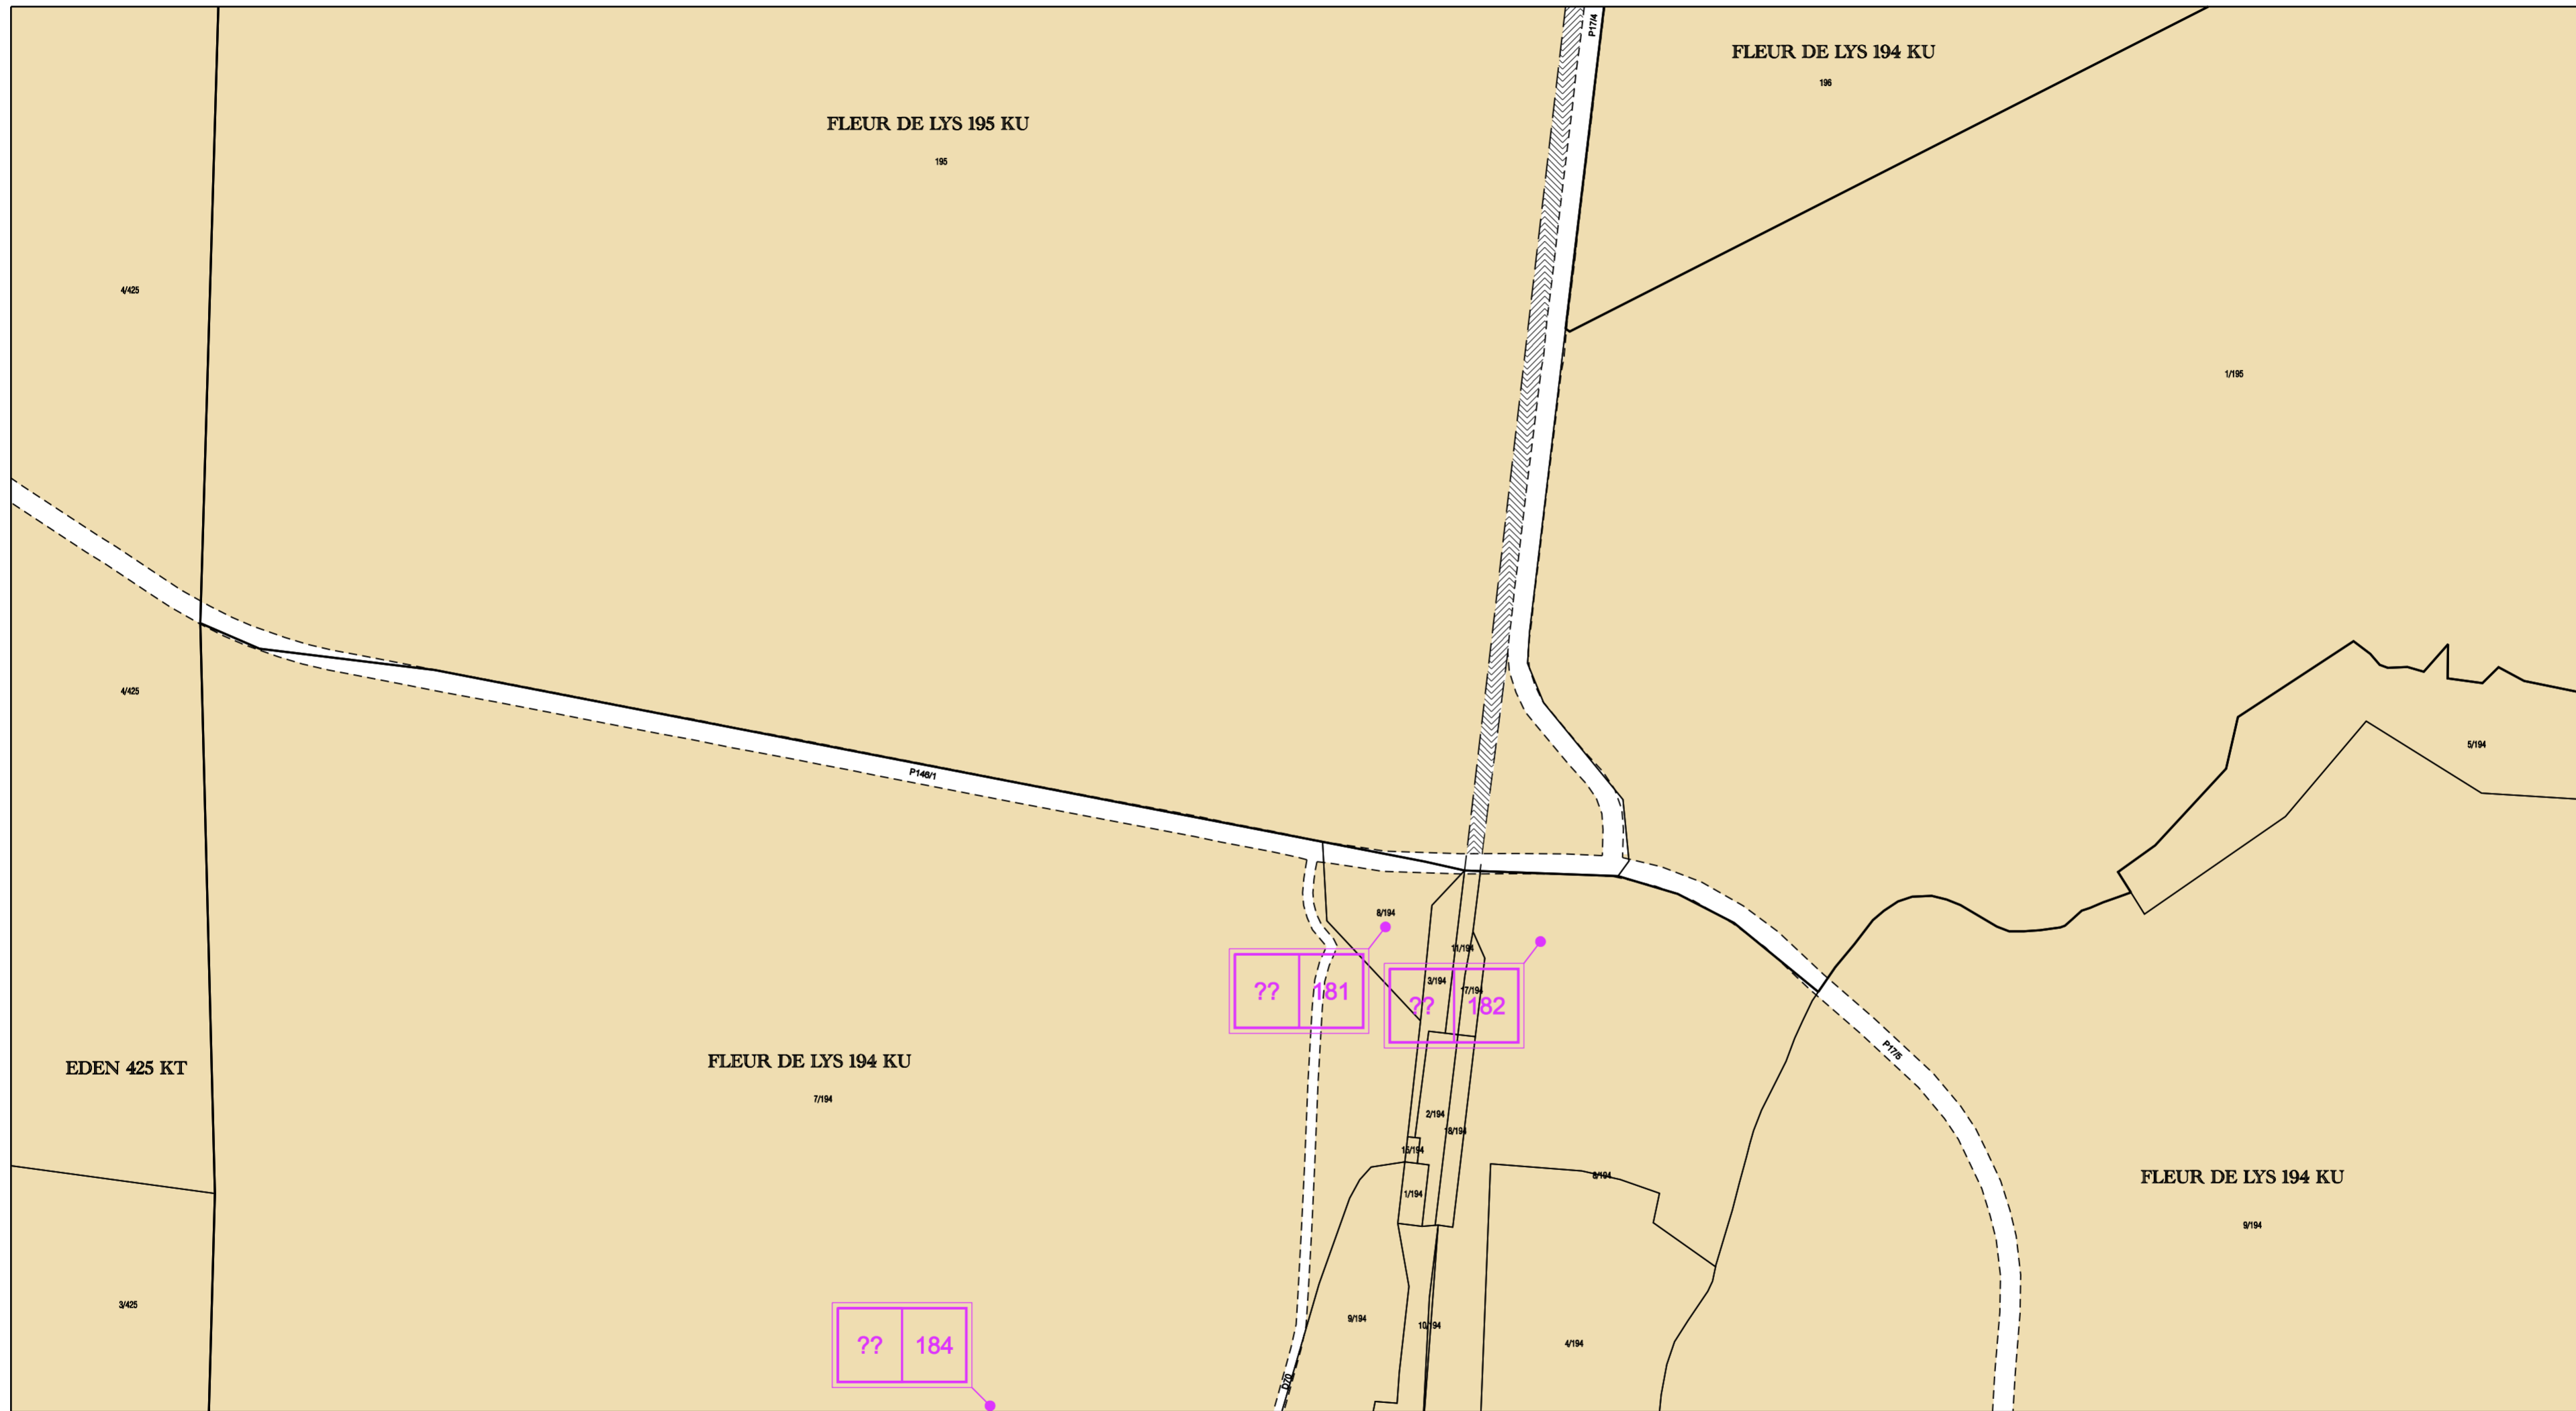 P17/4
FLEUR DE LYS 194 KU
196
FLEUR DE LYS 195 KU
195
4/425
1/195
4/425
5/194
P146/1
8/194
11/194
3/194
17/194
?? 181
?? 182
P17/5
EDEN 425 KT
FLEUR DE LYS 194 KU
7/194
2/194
18/194
15/194
8/194
FLEUR DE LYS 194 KU
1/194
9/194
3/425
9/194
10/194
4/194
?? 184
D70